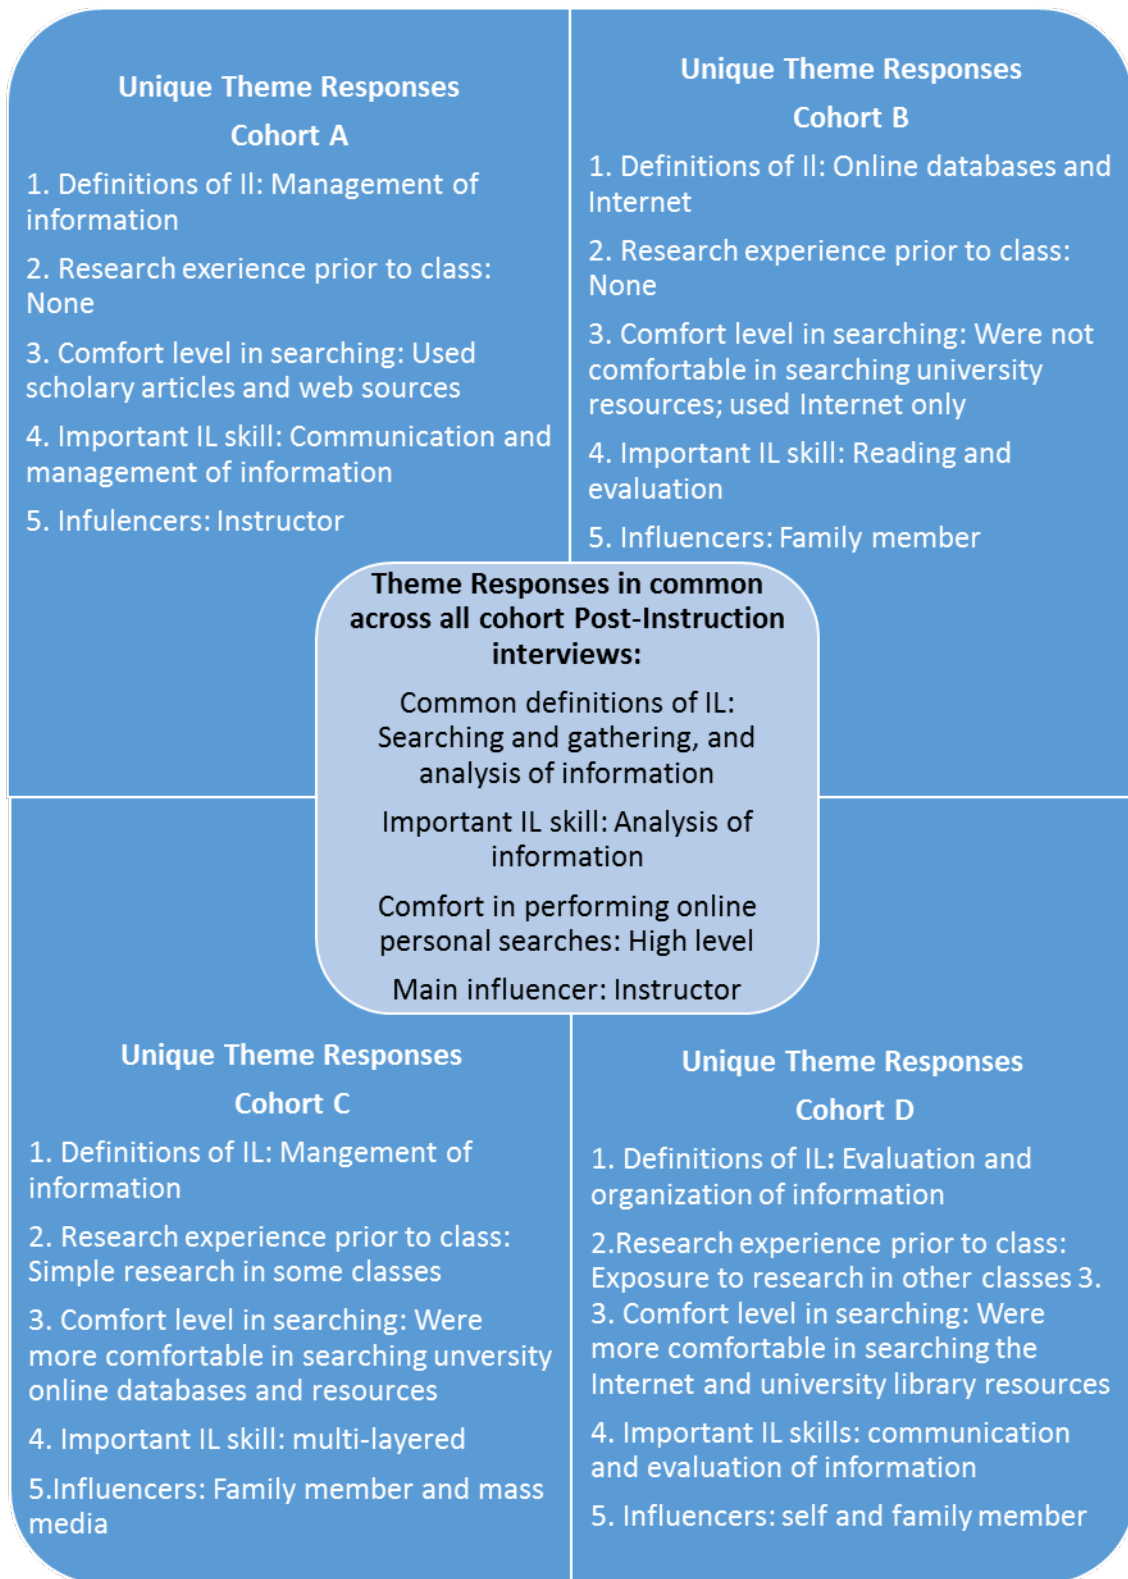 Unique Theme Responses
Cohort A
1. Definitions of Il: Management of
information
2. Research exerience prior to class:
None
3. Comfort level in searching: Used
scholary articles and web sources
4. Important IL skill: Communication and
management of information
5. Infulencers: Instructor
Unique Theme Responses
Cohort B
1. Definitions of Il: Online databases and
Internet
2. Research experience prior to class:
None
3. Comfort level in searching: Were not
comfortable in searching university
resources; used Internet only
4. Important IL skill: Reading and
evaluation
5. Influencers: Family member
Theme Responses in common
across all cohort Post-Instruction
interviews:
Common definitions of IL:
Searching and gathering, and
analysis of information
Important IL skill: Analysis of
information
Comfort in performing online
personal searches: High level
Main influencer: Instructor
Unique Theme Responses
Cohort C
1. Definitions of IL: Mangement of
information
2. Research experience prior to class:
Simple research in some classes
3. Comfort level in searching: Were
more comfortable in searching unversity
online databases and resources
4. Important IL skill: multi-layered
5.Influencers: Family member and mass
media
Unique Theme Responses
Cohort D
1. Definitions of IL: Evaluation and
organization of information
2.Research experience prior to class:
Exposure to research in other classes 3.
3. Comfort level in searching: Were
more comfortable in searching the
Internet and university library resources
4. Important IL skills: communication
and evaluation of information
5. Influencers: self and family member